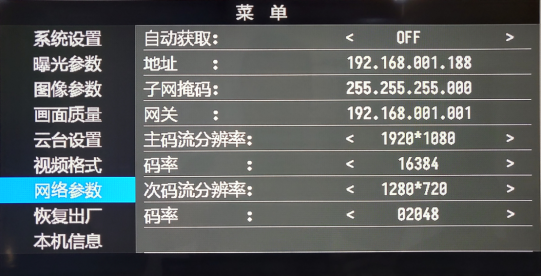 菜 单
系统设置
曝光参数
图像参数
画面质量
云台设置
视频格式
网络参数
恢复出厂
本机信息
自动获取: < OFF >
地址 : 192.168.001.188
子网掩码: 255.255.255.000
网关 : 192.168.001.001
主码流分辨率: < 1920*1080 >
码率 : < 16384 >
次码流分辨率: < 1280*720 >
码率 : < 02048 >